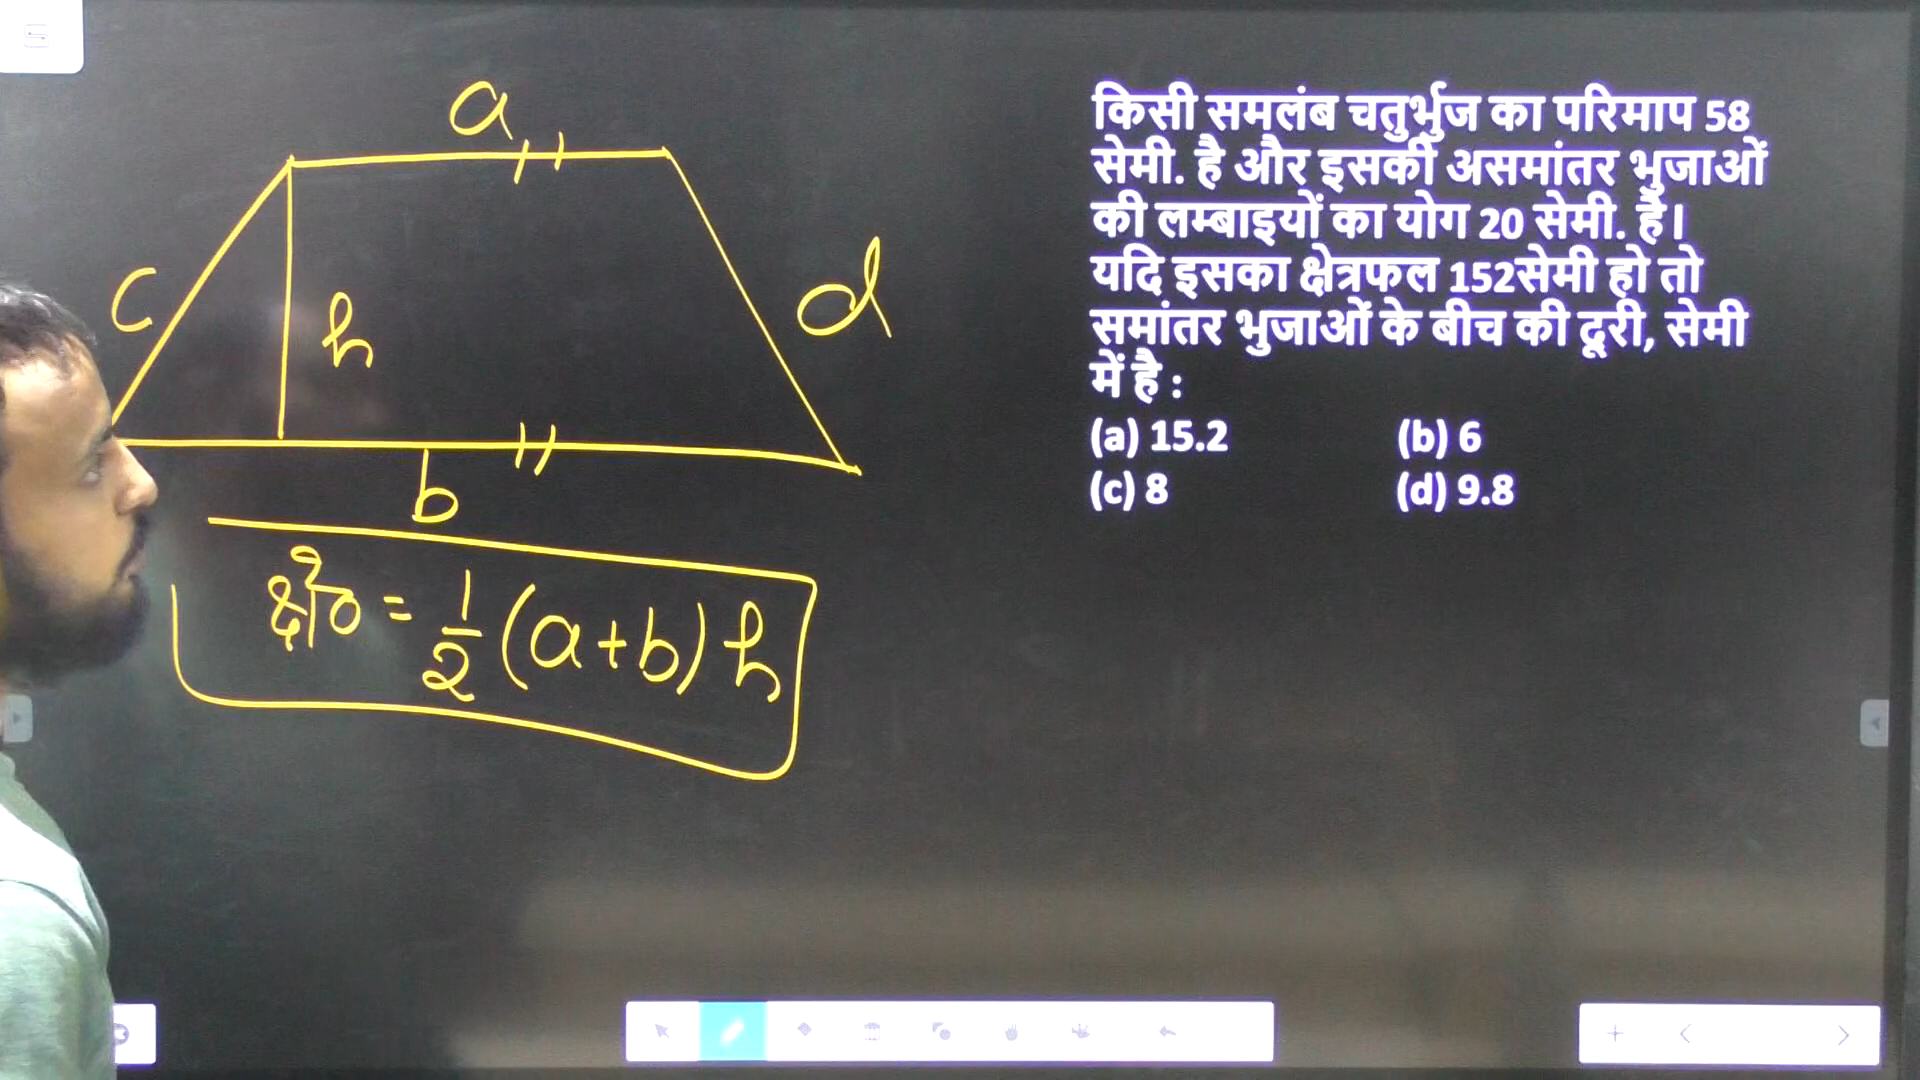 a
c
h
d
b
क्षे० = 1/2 (a+b) h
किसी समलंब चतुर्भुज का परिमाप 58
सेमी. है और इसकी असमांतर भुजाओं
की लम्बाइयों का योग 20 सेमी. है।
यदि इसका क्षेत्रफल 152सेमी हो तो
समांतर भुजाओं के बीच की दूरी, सेमी
में है :
(a) 15.2 (b) 6
(c) 8 (d) 9.8